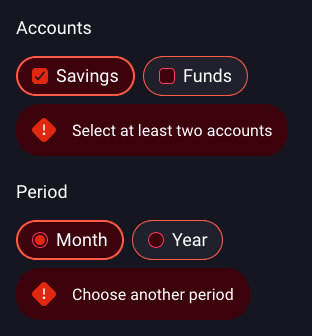 Accounts
Savings Funds
! Select at least two accounts
Period
Month Year
! Choose another period